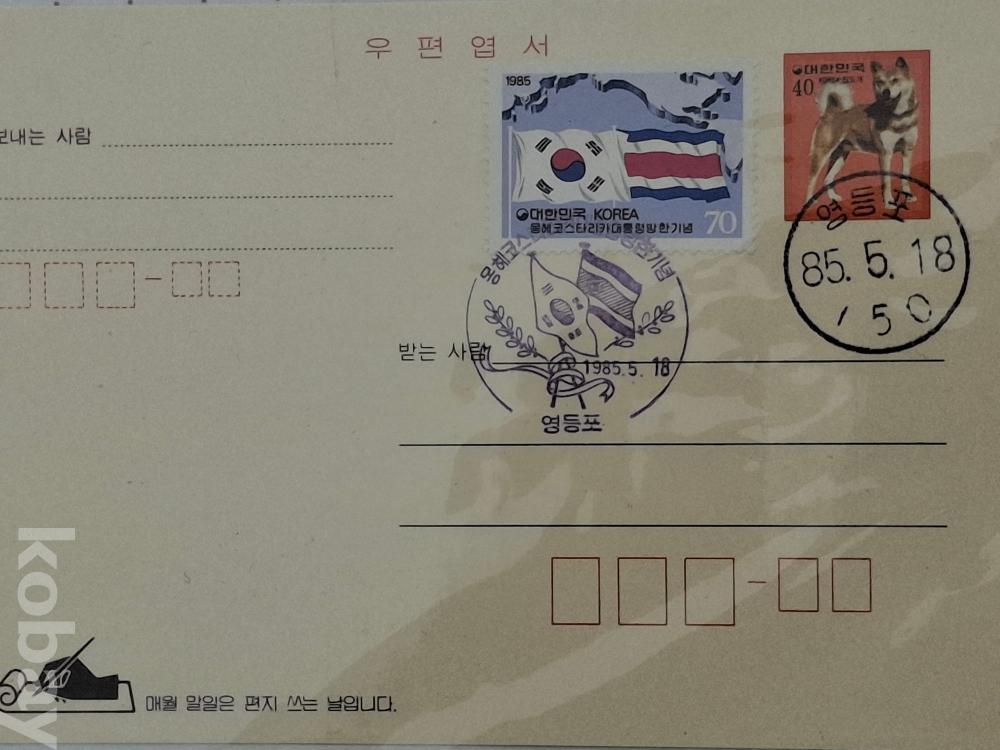 우편엽서
보내는 사람
1985
대한민국 KOREA
몽헤코스타리카대통령방한기념
70
대한민국
40
영등포
85.5.18
150
1985.5.18
영등포
받는 사람
매월 말일은 편지 쓰는 날입니다.
kobay